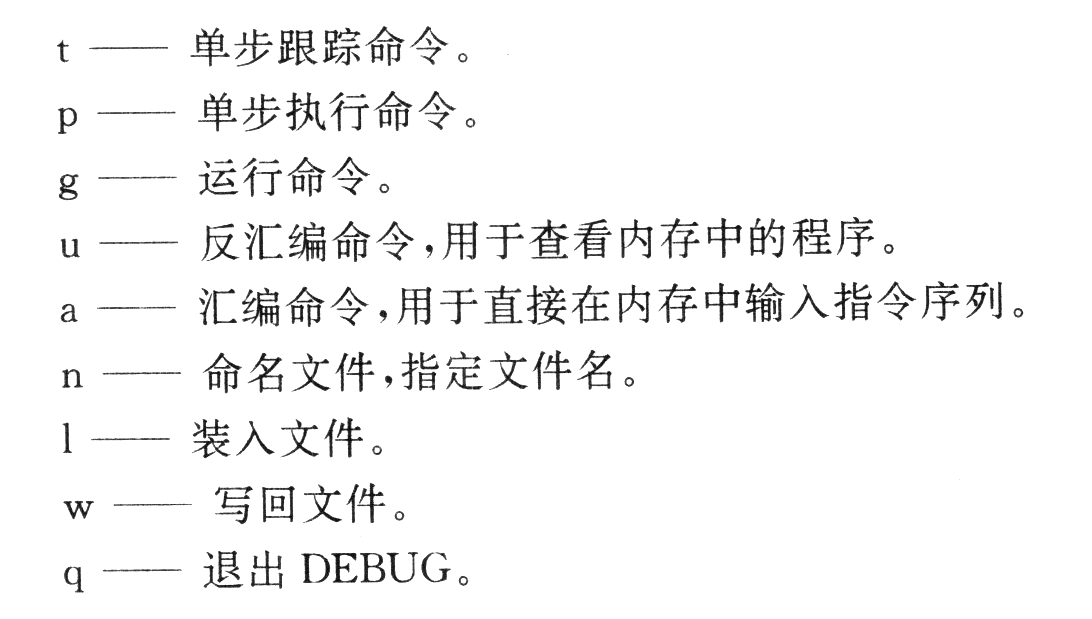 t —— 单步跟踪命令。
p —— 单步执行命令。
g —— 运行命令。
u —— 反汇编命令,用于查看内存中的程序。
a —— 汇编命令,用于直接在内存中输入指令序列。
n —— 命名文件,指定文件名。
l —— 装入文件。
w —— 写回文件。
q —— 退出 DEBUG。